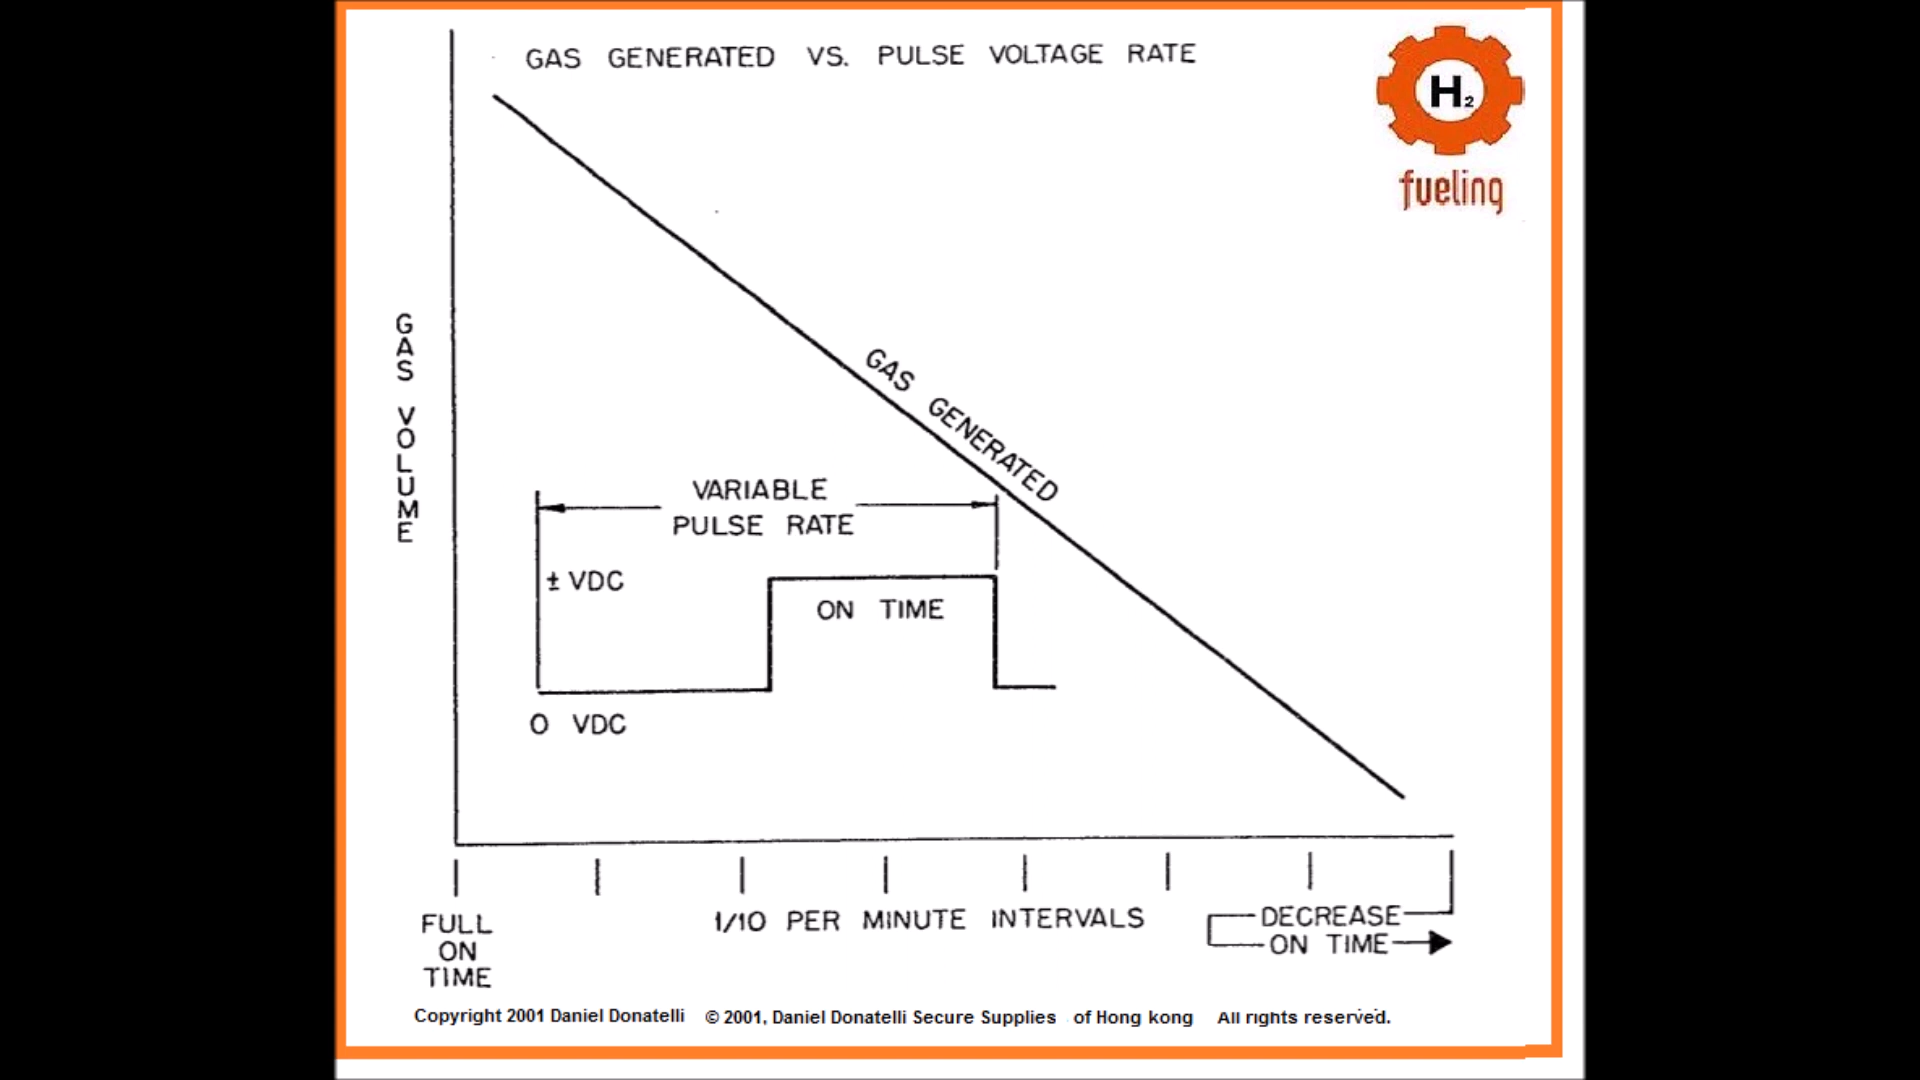 GAS GENERATED VS. PULSE VOLTAGE RATE
H2
fueling
GAS VOLUME
GAS GENERATED
VARIABLE
PULSE RATE
± VDC
ON TIME
0 VDC
FULL
ON
TIME
1/10 PER MINUTE INTERVALS
DECREASE
ON TIME
Copyright 2001 Daniel Donatelli © 2001, Daniel Donatelli Secure Supplies of Hong kong All rights reserved.